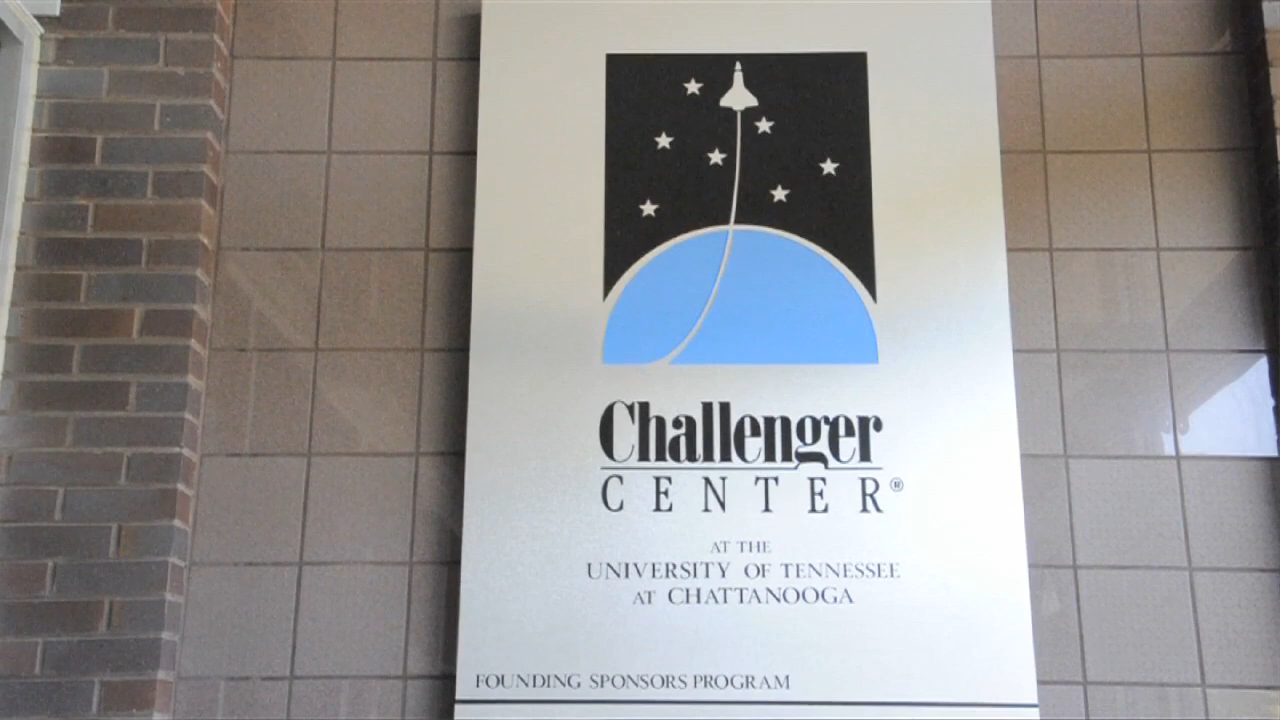 Challenger
CENTER®
AT THE
UNIVERSITY OF TENNESSEE
AT CHATTANOOGA
FOUNDING SPONSORS PROGRAM